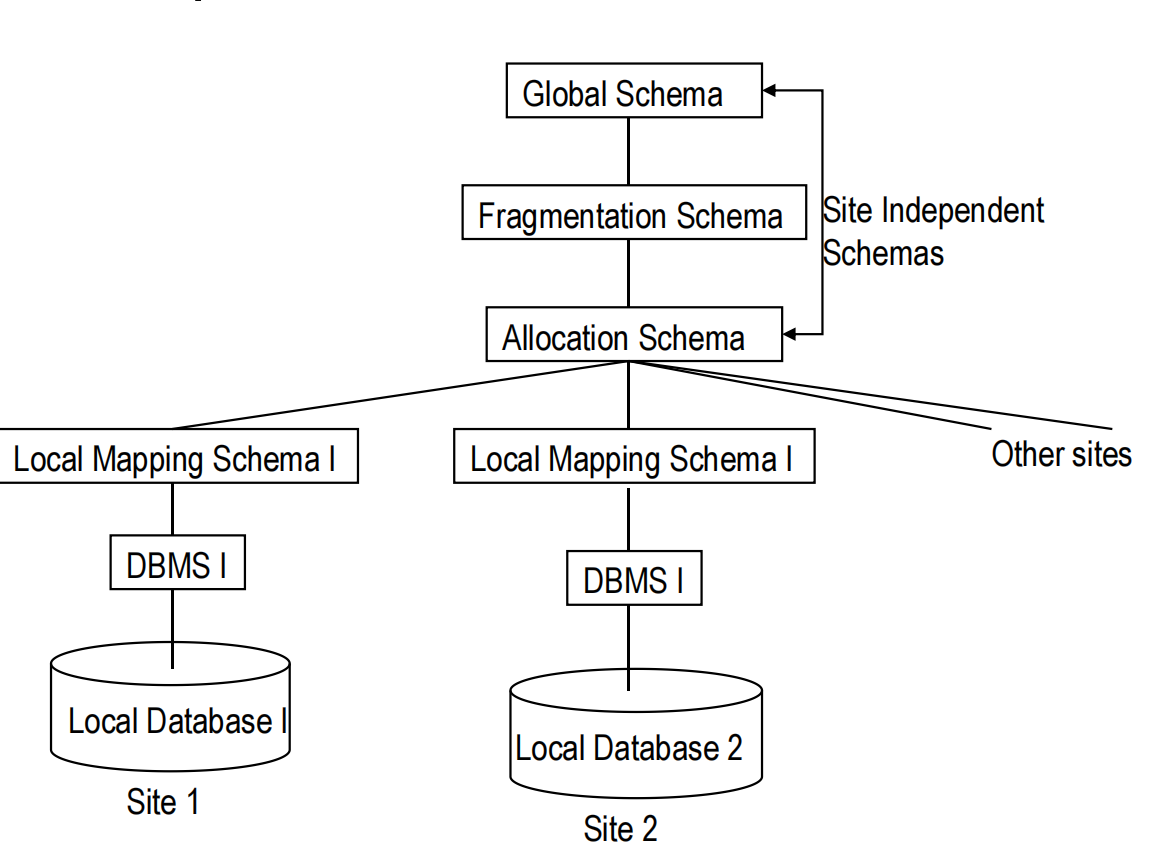 Global Schema
Fragmentation Schema
Site Independent
Schemas
Allocation Schema
Local Mapping Schema I
Local Mapping Schema I
Other sites
DBMS I
DBMS I
Local Database I
Local Database 2
Site 1
Site 2